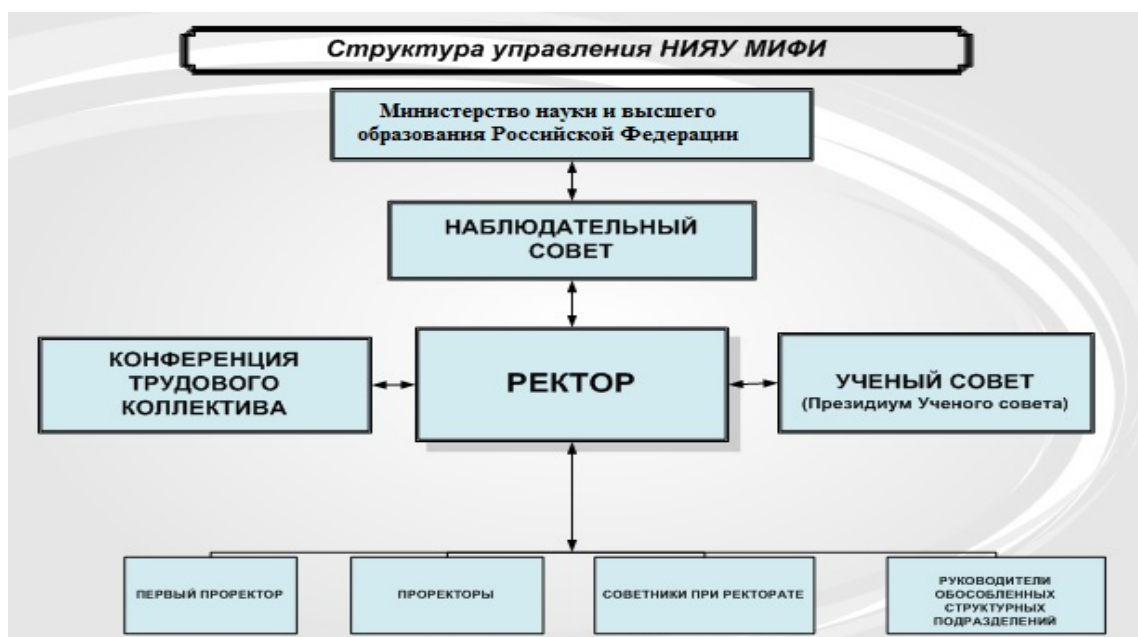 Структура управления НИЯУ МИФИ
Министерство науки и высшего
образования Российской Федерации
НАБЛЮДАТЕЛЬНЫЙ
СОВЕТ
КОНФЕРЕНЦИЯ
ТРУДОВОГО
КОЛЛЕКТИВА
РЕКТОР
УЧЕНЫЙ СОВЕТ
(Президиум Ученого совета)
ПЕРВЫЙ ПРОРЕКТОР
ПРОРЕКТОРЫ
СОВЕТНИКИ ПРИ РЕКТОРАТЕ
РУКОВОДИТЕЛИ
ОБОСОБЛЕННЫХ
СТРУКТУРНЫХ
ПОДРАЗДЕЛЕНИЙ